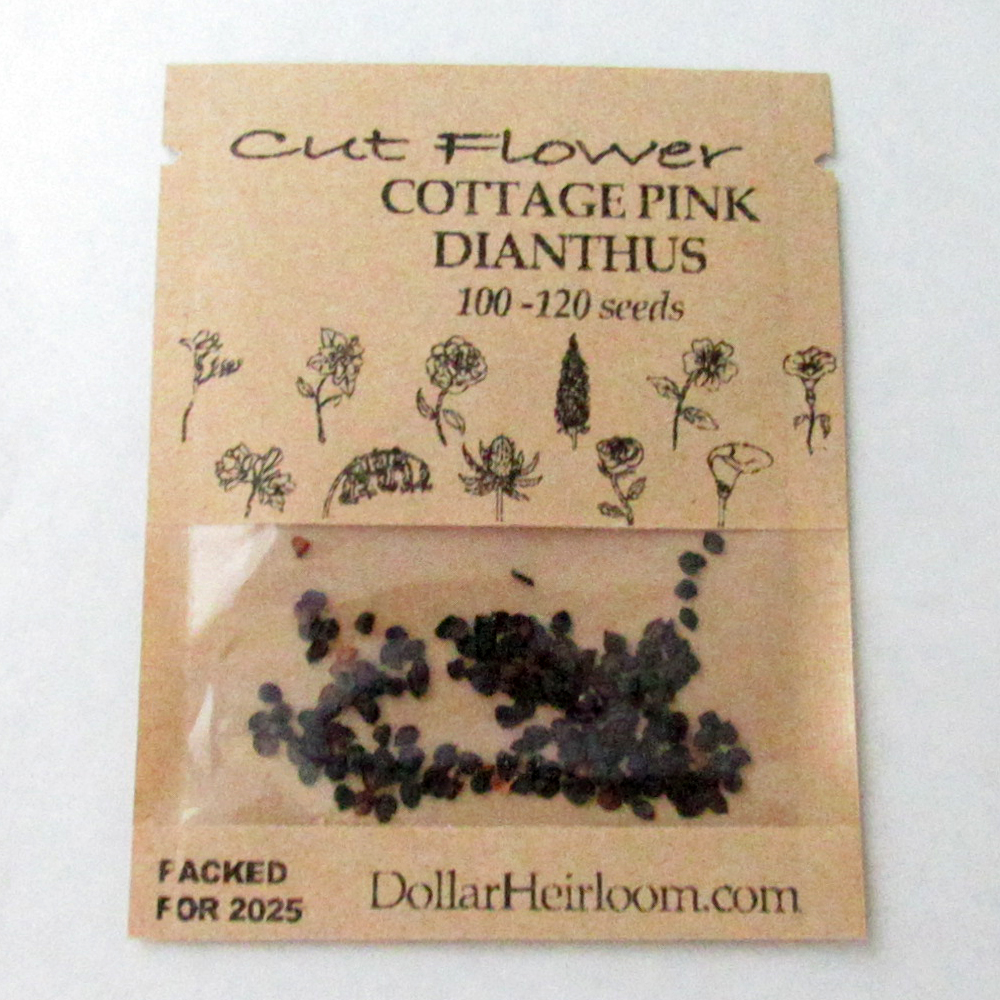 Cut Flower
COTTAGE PINK
DIANTHUS
100 -120 seeds
PACKED
FOR 2025
DollarHeirloom.com